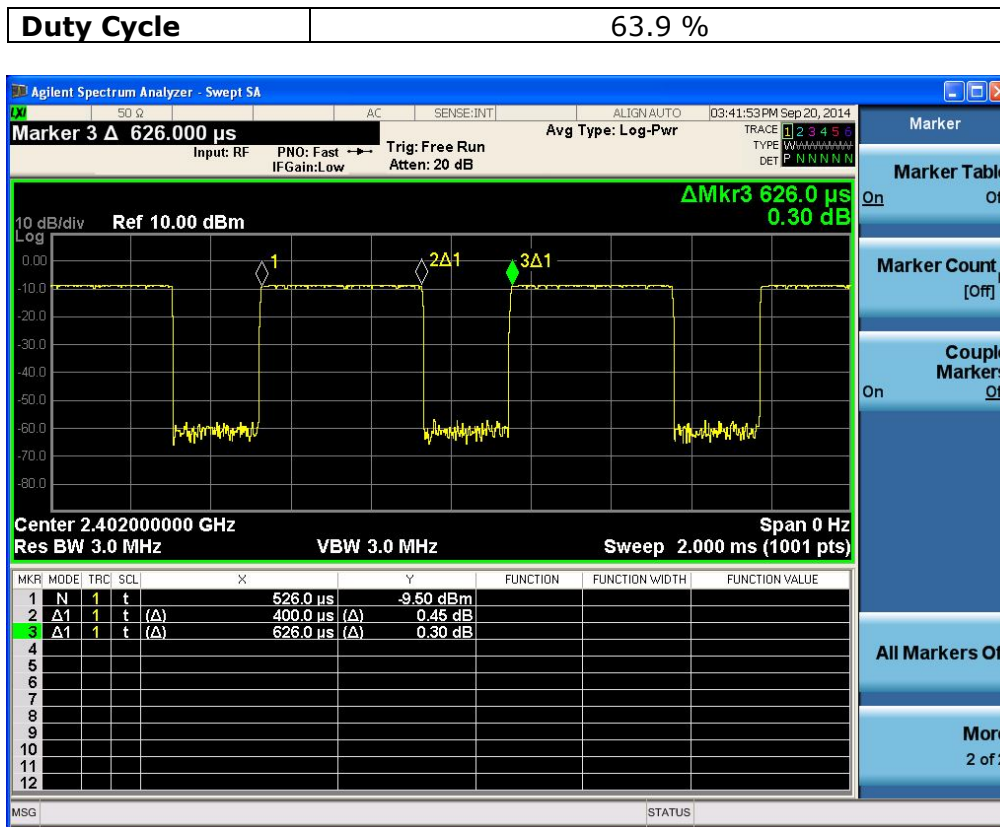 Duty Cycle 63.9 %
Agilent Spectrum Analyzer - Swept SA
LXI 50 Ω AC SENSE:INT ALIGN AUTO 03:41:53 PM Sep 20, 2014
Marker 3 Δ 626.000 µs
Input: RF PNO: Fast
IFGain:Low
Trig: Free Run
Atten: 20 dB
Avg Type: Log-Pwr
TRACE 1 2 3 4 5 6
TYPE W
DET P N N N N N
ΔMkr3 626.0 µs
0.30 dB
10 dB/div Ref 10.00 dBm
Log
0.00
-10.0
-20.0
-30.0
-40.0
-50.0
-60.0
-70.0
-80.0
1
2Δ1
3Δ1
Center 2.402000000 GHz Span 0 Hz
Res BW 3.0 MHz VBW 3.0 MHz Sweep 2.000 ms (1001 pts)
MKR MODE TRC SCL X Y FUNCTION FUNCTION WIDTH FUNCTION VALUE
1 N 1 t 526.0 µs -9.50 dBm
2 Δ1 1 t (Δ) 400.0 µs (Δ) 0.45 dB
3 Δ1 1 t (Δ) 626.0 µs (Δ) 0.30 dB
4
5
6
7
8
9
10
11
12
MSG STATUS
Marker
Marker Table
On Of
Marker Count
[Off]
Couple
Markers
On Of
All Markers Of
More
2 of 2